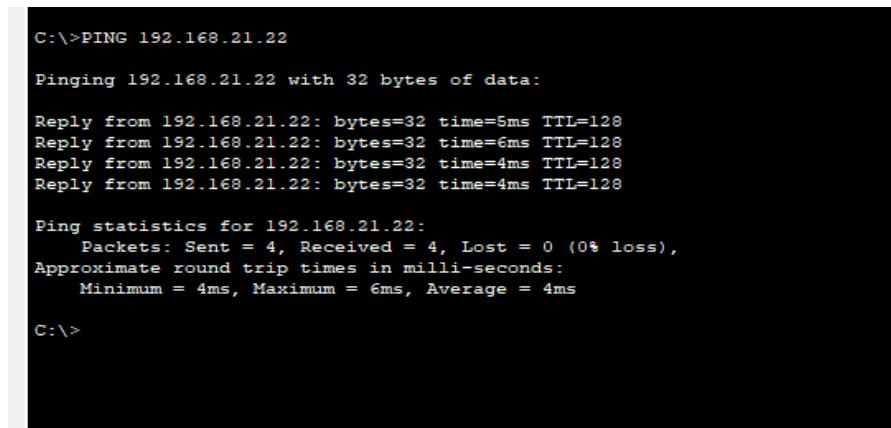 C:\>PING 192.168.21.22
Pinging 192.168.21.22 with 32 bytes of data:
Reply from 192.168.21.22: bytes=32 time=5ms TTL=128
Reply from 192.168.21.22: bytes=32 time=6ms TTL=128
Reply from 192.168.21.22: bytes=32 time=4ms TTL=128
Reply from 192.168.21.22: bytes=32 time=4ms TTL=128
Ping statistics for 192.168.21.22:
Packets: Sent = 4, Received = 4, Lost = 0 (0% loss),
Approximate round trip times in milli-seconds:
Minimum = 4ms, Maximum = 6ms, Average = 4ms
C:\>